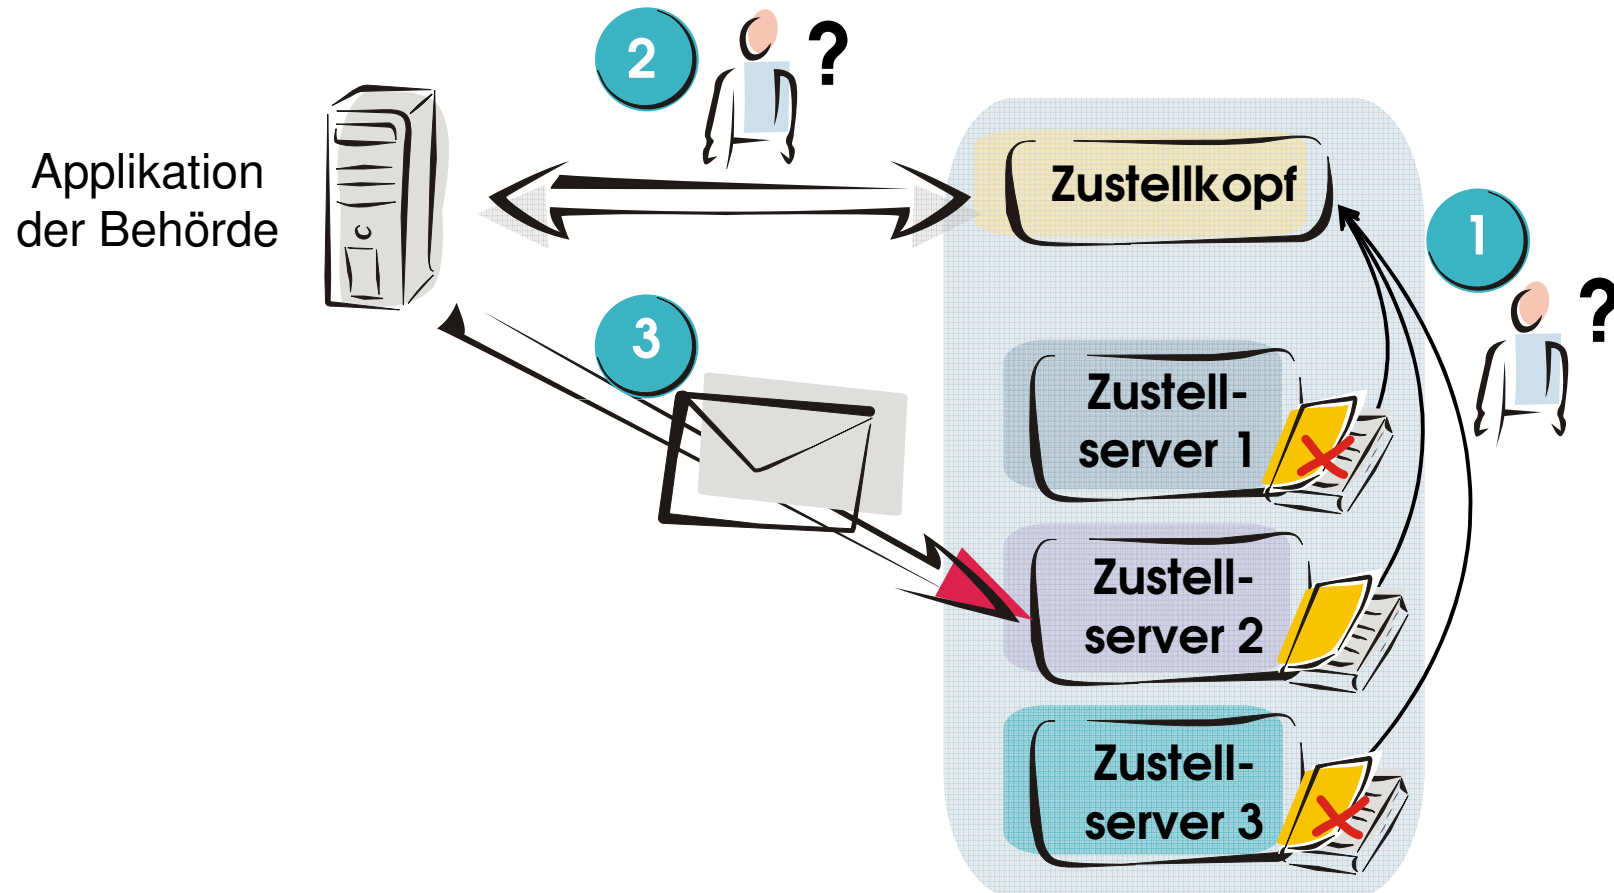 2
?
Applikation
der Behörde
Zustellkopf
1
?
3
Zustell-
server 1
Zustell-
server 2
Zustell-
server 3